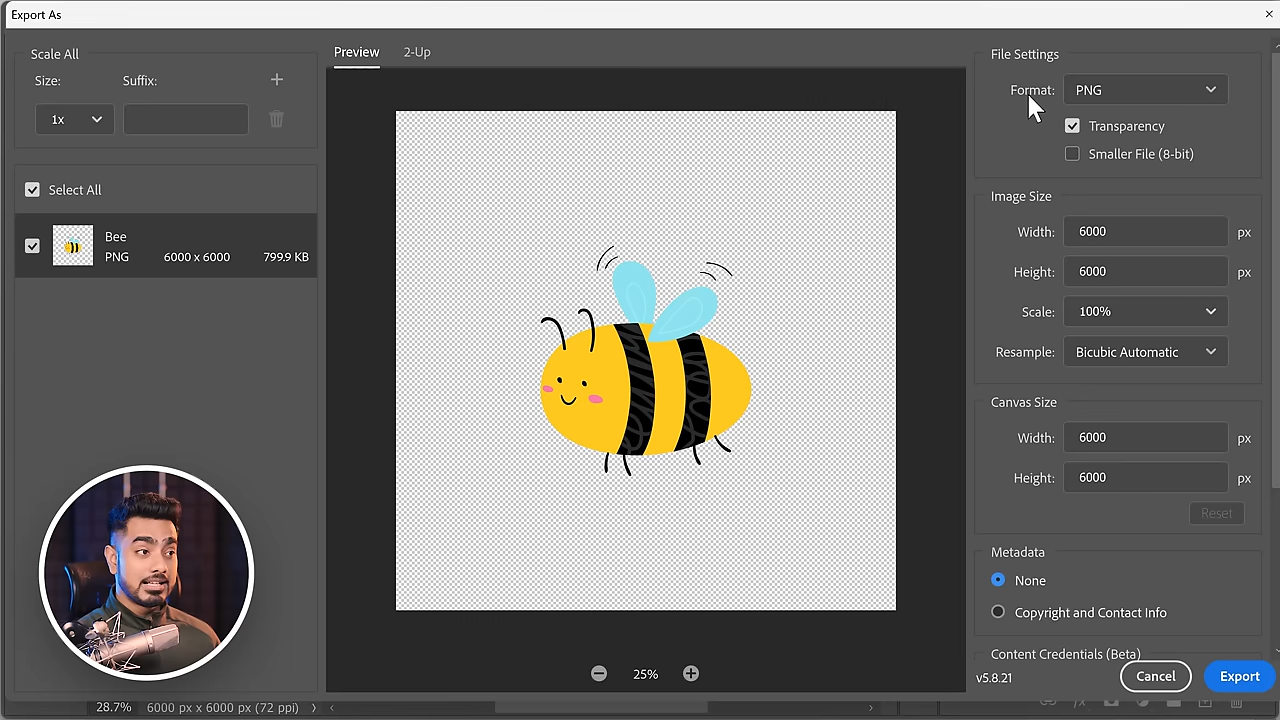 Export As
Scale All
Size: Suffix:
1x
Select All
Bee
PNG 6000 x 6000 799.9 KB
Preview 2-Up
25%
File Settings
Format: PNG
Transparency
Smaller File (8-bit)
Image Size
Width: 6000 px
Height: 6000 px
Scale: 100%
Resample: Bicubic Automatic
Canvas Size
Width: 6000 px
Height: 6000 px
Reset
Metadata
None
Copyright and Contact Info
Content Credentials (Beta)
v5.8.21 Cancel Export
28.7% 6000 px x 6000 px (72 ppi)